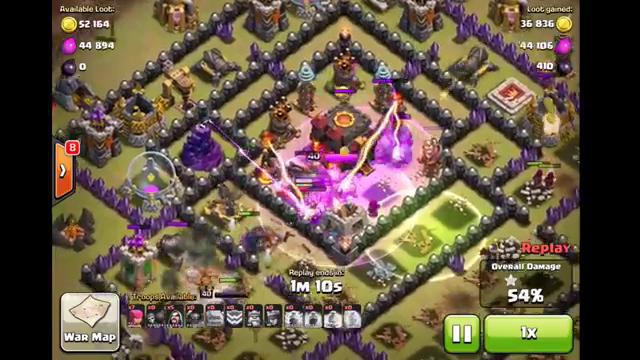 Available Loot:
52 164
44 894
0
Loot gained:
36 836
44 106
410
8
40
Replay
Overall Damage
54%
Replay ends in:
1m 10s
40
Troops Available:
War Map
1x